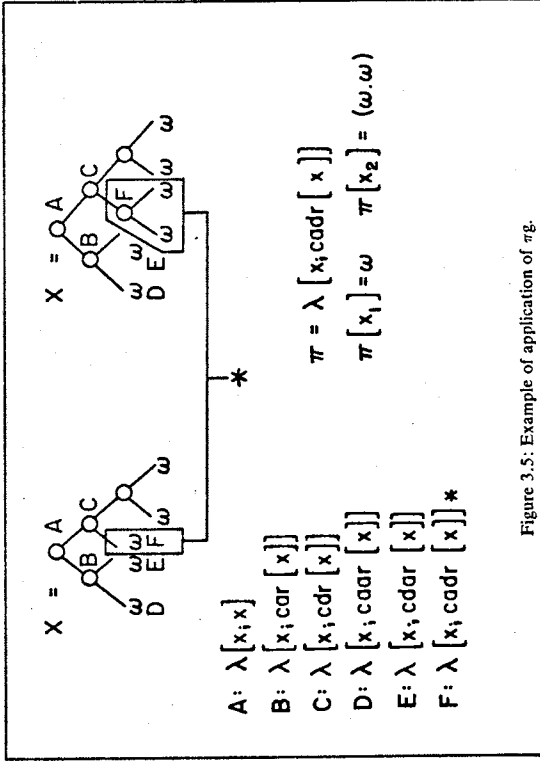 X =
A
B
C
ω
D
ω
E
ω
F
ω
ω
X =
A
B
C
ω
D
ω
E
F
ω
ω
ω
ω
*
A: λ [x; x]
B: λ [x; car [x]]
C: λ [x; cdr [x]]
D: λ [x; caar [x]]
E: λ [x; cdar [x]]
F: λ [x; cadr [x]] *
π = λ [x; cadr [x]]
π [x₁] = ω π [x₂] = (ω.ω)
Figure 3.5: Example of application of πg.